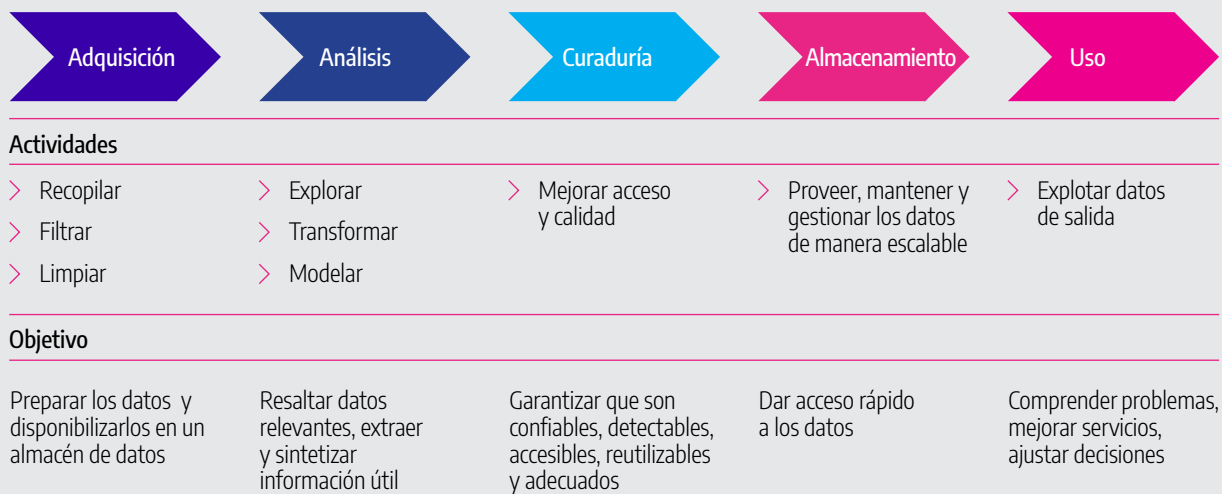 Adquisición
Análisis
Curaduría
Almacenamiento
Uso
Actividades
Recopilar
Filtrar
Limpiar
Explorar
Transformar
Modelar
Mejorar acceso
y calidad
Proveer, mantener y
gestionar los datos
de manera escalable
Explotar datos
de salida
Objetivo
Preparar los datos y
disponibilizarlos en un
almacén de datos
Resaltar datos
relevantes, extraer
y sintetizar
información útil
Garantizar que son
confiables, detectables,
accesibles, reutilizables
y adecuados
Dar acceso rápido
a los datos
Comprender problemas,
mejorar servicios,
ajustar decisiones